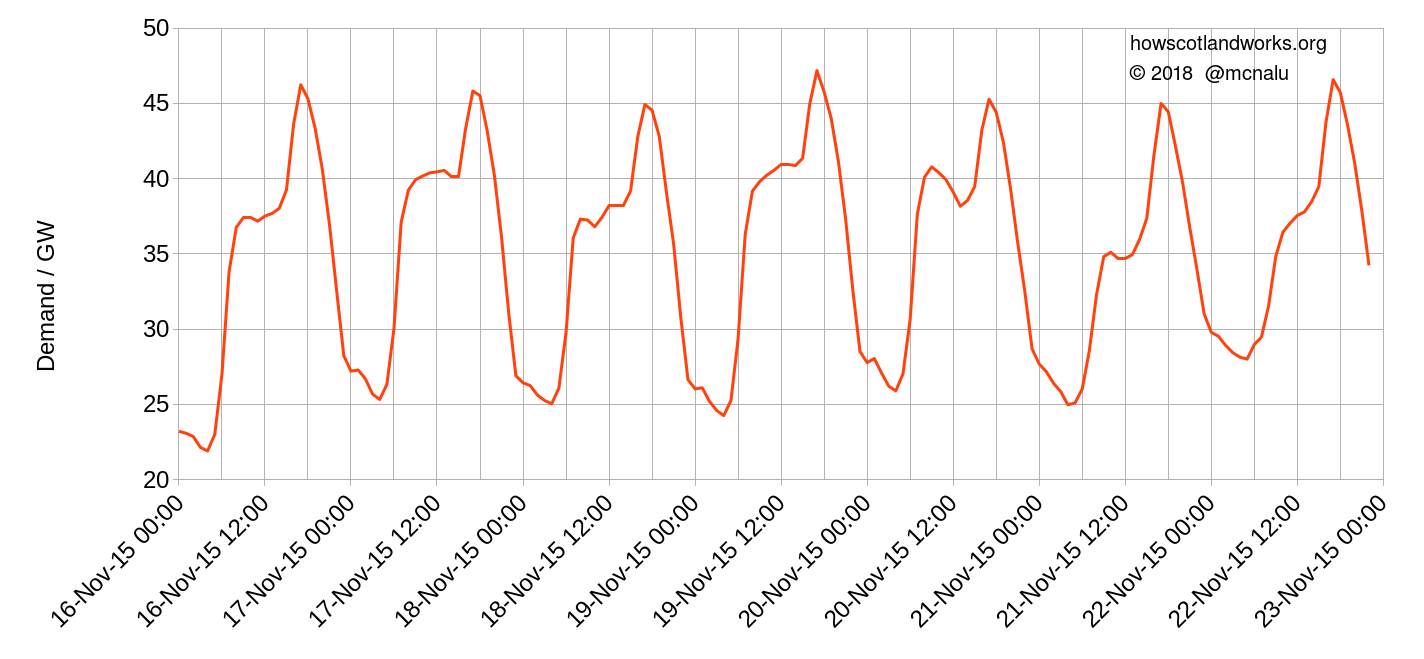 howscotlandworks.org
© 2018 @mcnalu
Demand / GW
50
45
40
35
30
25
20
16-Nov-15 00:00
16-Nov-15 12:00
17-Nov-15 00:00
17-Nov-15 12:00
18-Nov-15 00:00
18-Nov-15 12:00
19-Nov-15 00:00
19-Nov-15 12:00
20-Nov-15 00:00
20-Nov-15 12:00
21-Nov-15 00:00
21-Nov-15 12:00
22-Nov-15 00:00
22-Nov-15 12:00
23-Nov-15 00:00